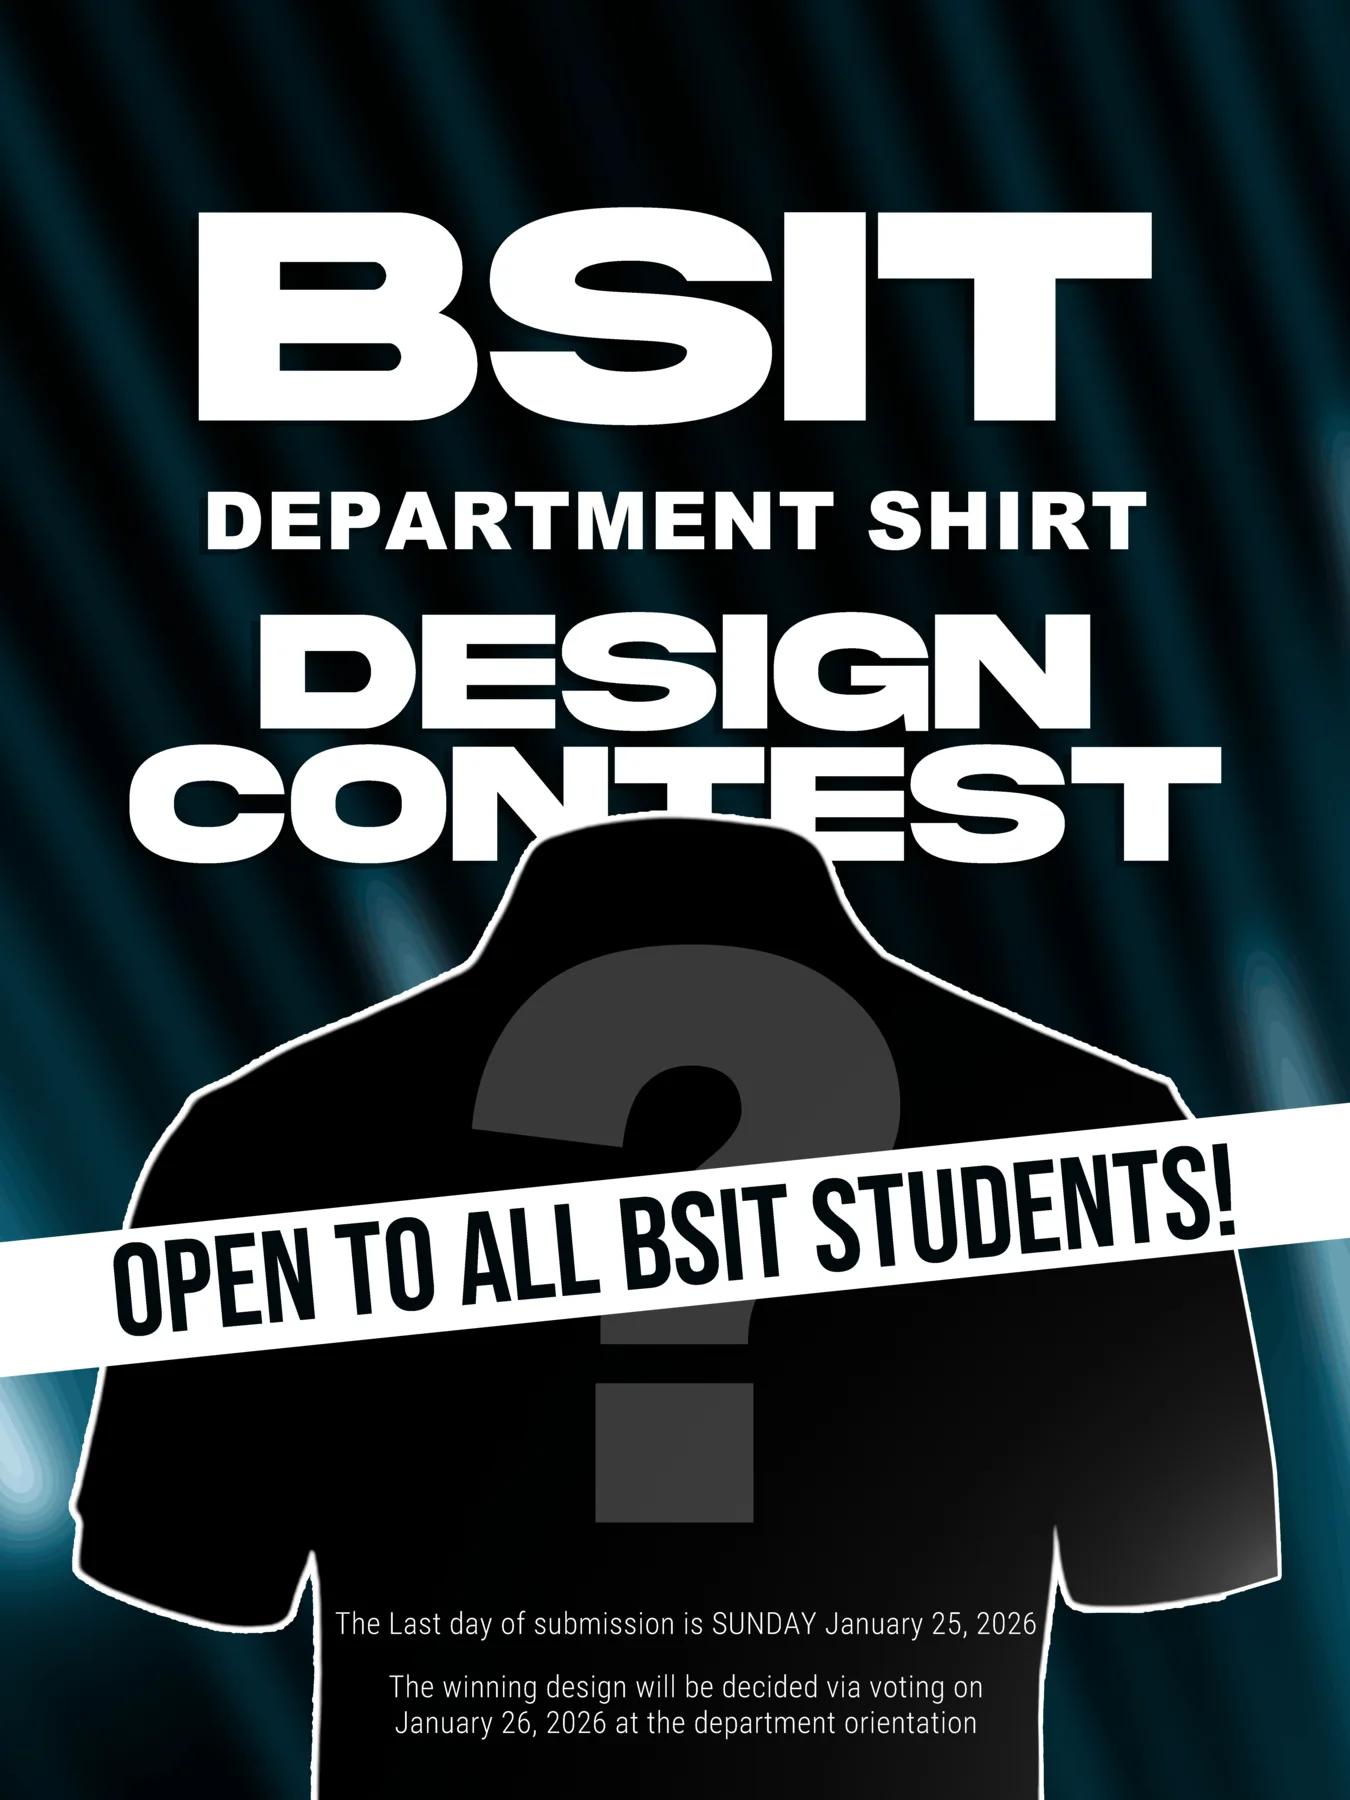 BSIT
DEPARTMENT SHIRT
DESIGN
CONTEST
?
OPEN TO ALL BSIT STUDENTS!
The Last day of submission is SUNDAY January 25, 2026
The winning design will be decided via voting on
January 26, 2026 at the department orientation